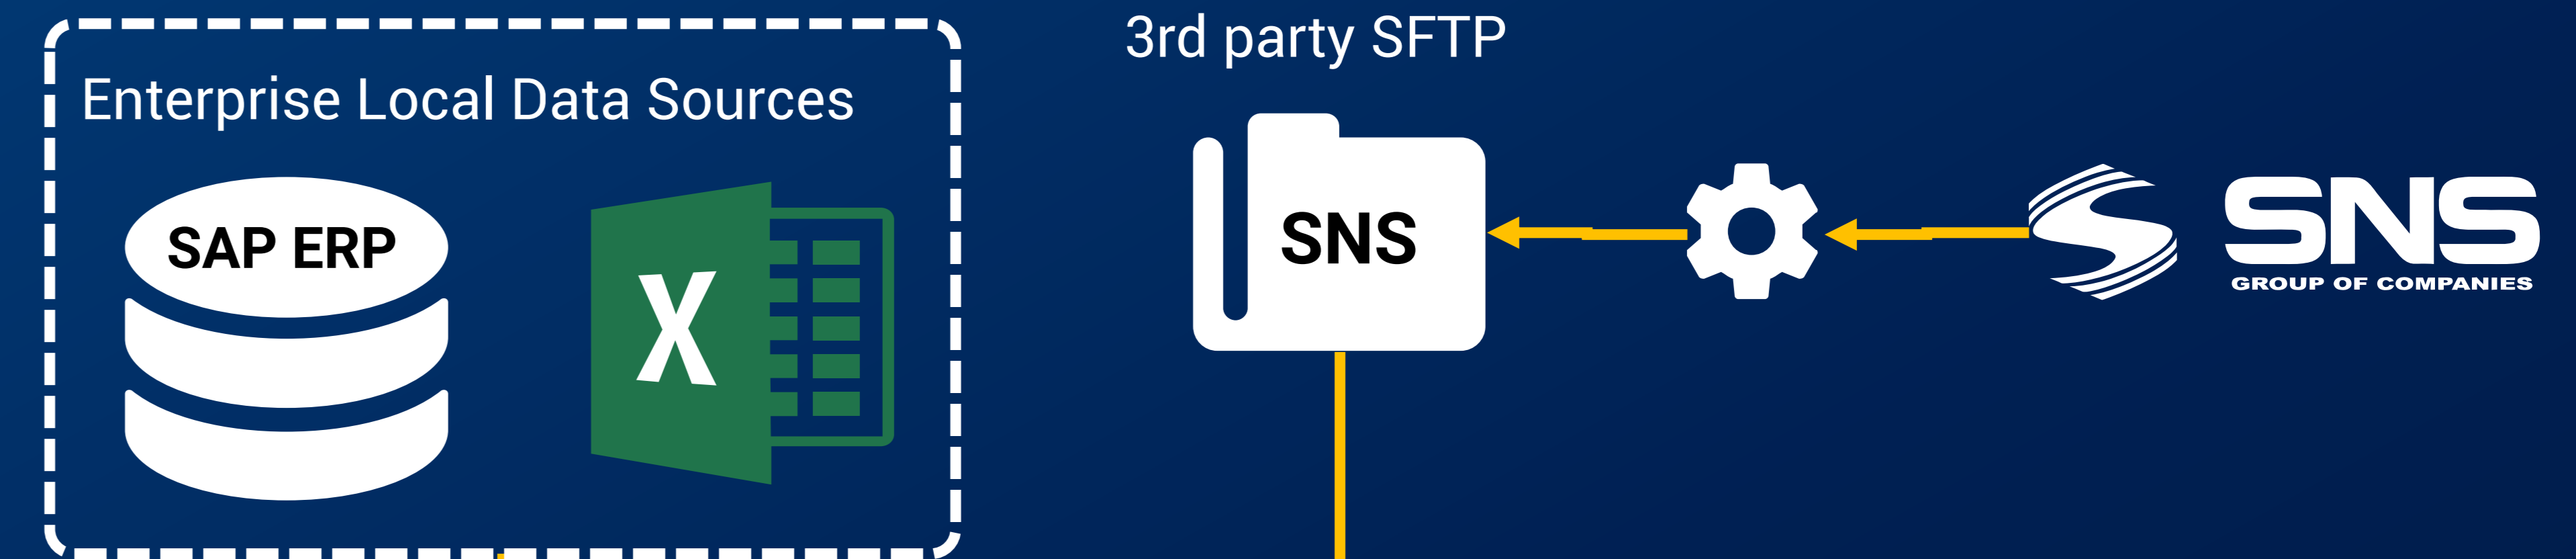 3rd party SFTP
Enterprise Local Data Sources
SAP ERP
X
SNS
SNS
GROUP OF COMPANIES